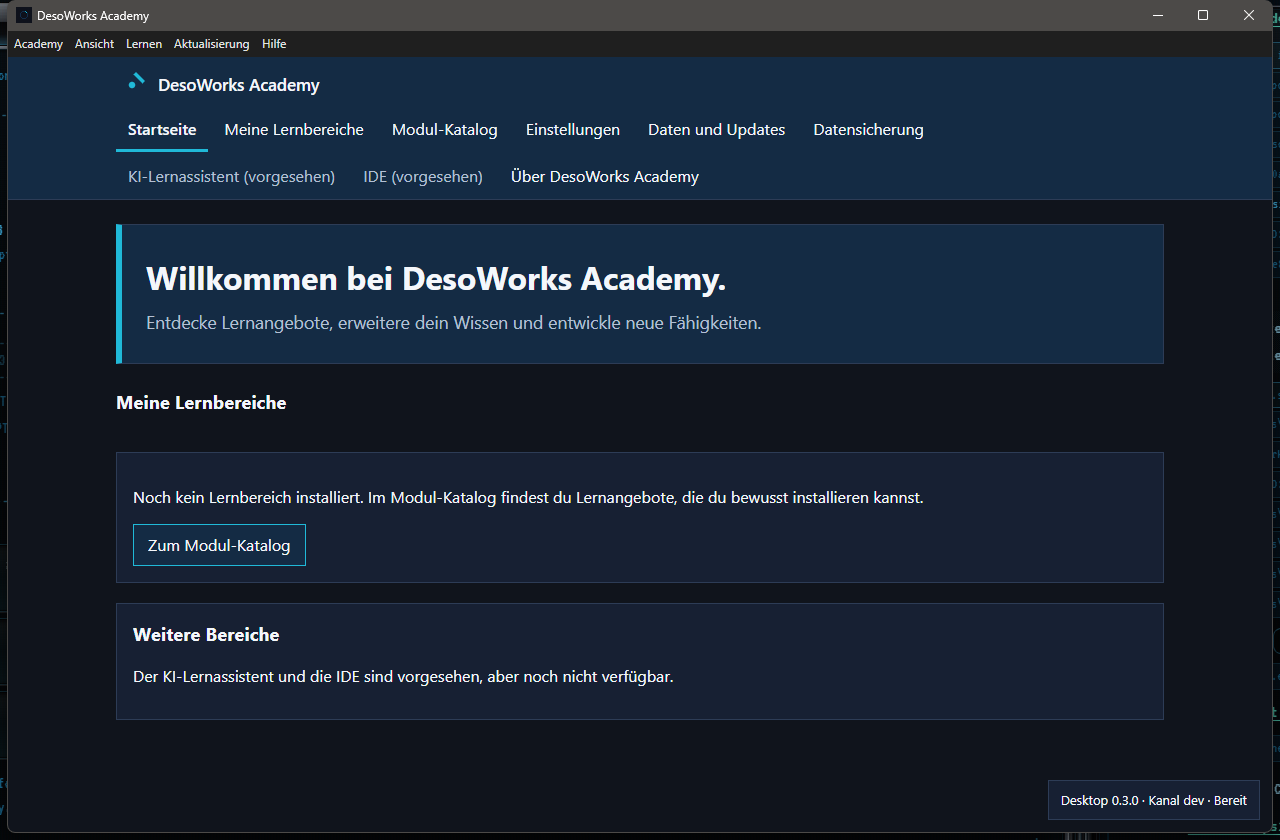 DesoWorks Academy
Academy Ansicht Lernen Aktualisierung Hilfe
DesoWorks Academy
Startseite Meine Lernbereiche Modul-Katalog Einstellungen Daten und Updates Datensicherung
KI-Lernassistent (vorgesehen) IDE (vorgesehen) Über DesoWorks Academy
Willkommen bei DesoWorks Academy.
Entdecke Lernangebote, erweitere dein Wissen und entwickle neue Fähigkeiten.
Meine Lernbereiche
Noch kein Lernbereich installiert. Im Modul-Katalog findest du Lernangebote, die du bewusst installieren kannst.
Zum Modul-Katalog
Weitere Bereiche
Der KI-Lernassistent und die IDE sind vorgesehen, aber noch nicht verfügbar.
Desktop 0.3.0 · Kanal dev · Bereit